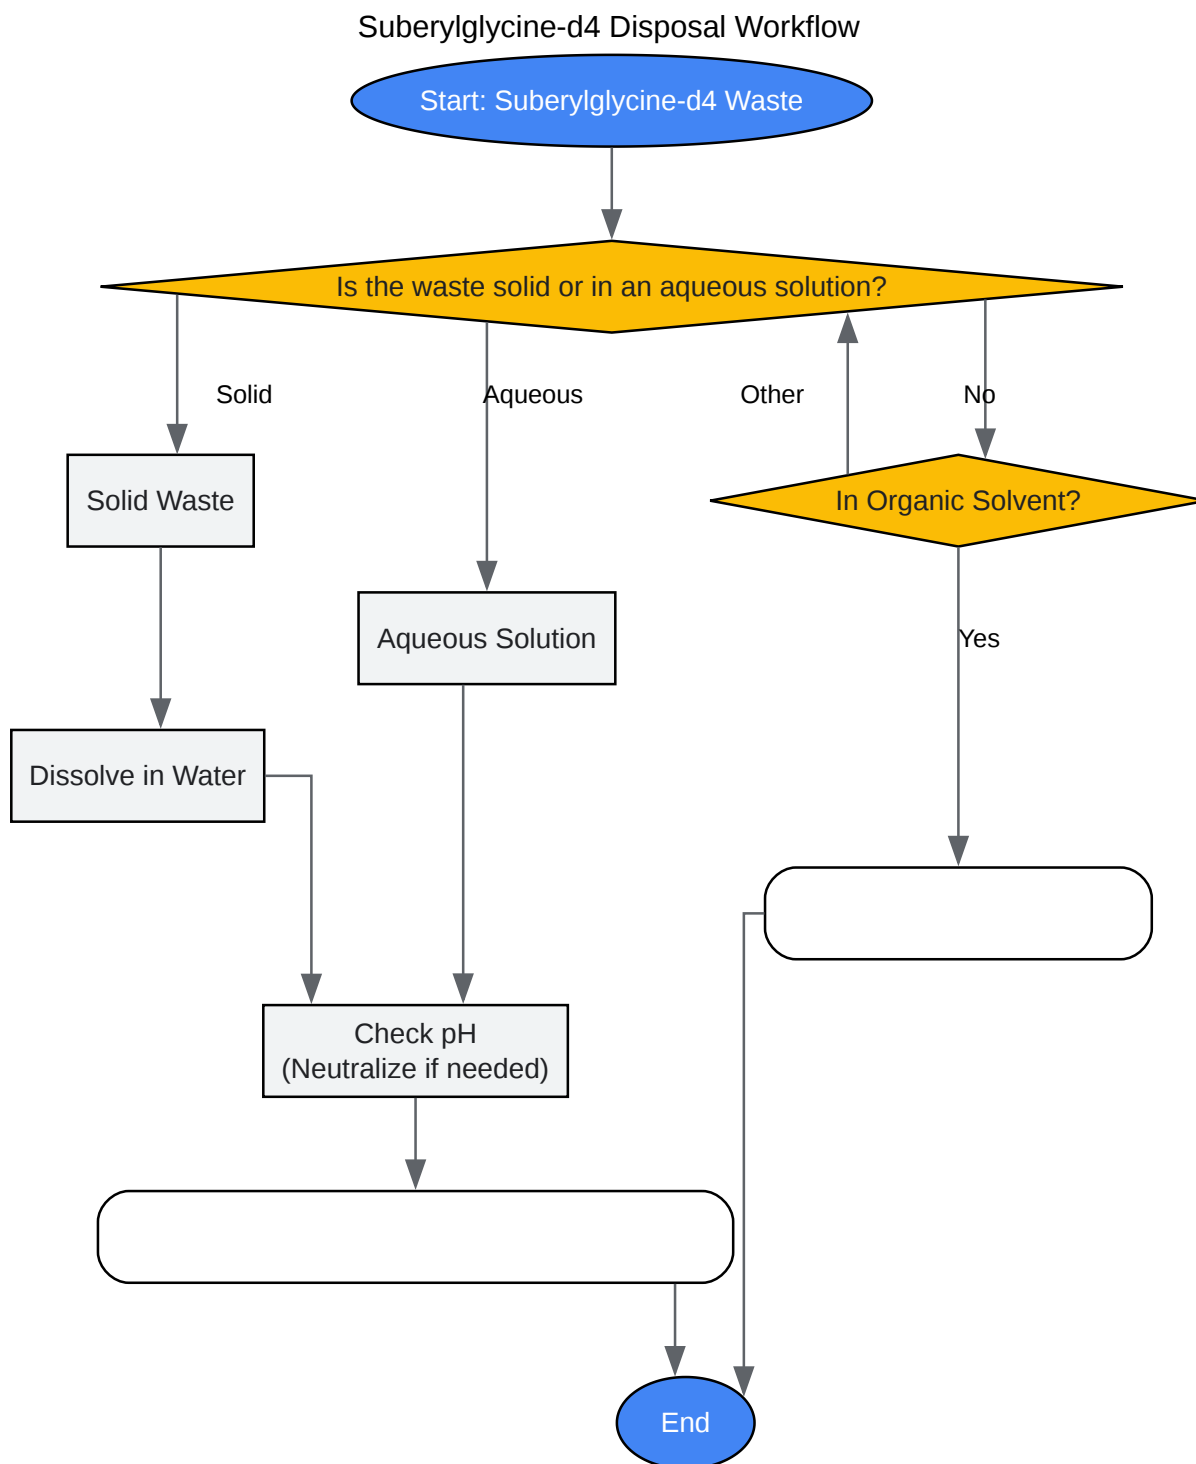 Suberylglycine-d4 Disposal Workflow
Start: Suberylglycine-d4 Waste
Is the waste solid or in an aqueous solution?
Solid
Aqueous
Other
No
Solid Waste
In Organic Solvent?
Aqueous Solution
Yes
Dissolve in Water
Check pH
(Neutralize if needed)
End